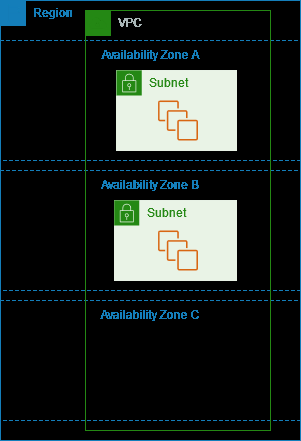 Region
VPC
Availability Zone A
Subnet
Availability Zone B
Subnet
Availability Zone C